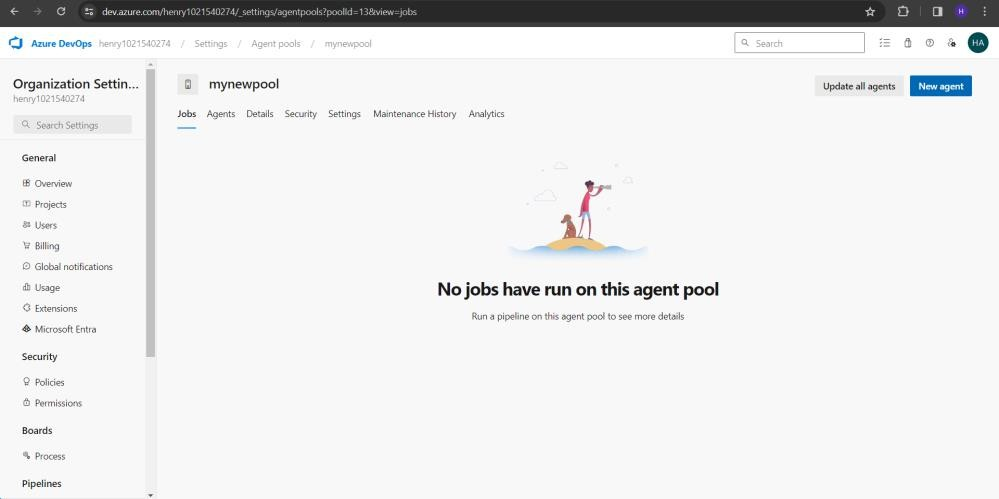 dev.azure.com/henry1021540274/_settings/agentpools?poolId=13&view=jobs
H
Azure DevOps henry1021540274 / Settings / Agent pools / mynewpool
Search
HA
Organization Settin...
henry1021540274
Search Settings
General
Overview
Projects
Users
Billing
Global notifications
Usage
Extensions
Microsoft Entra
Security
Policies
Permissions
Boards
Process
Pipelines
mynewpool
Update all agents
New agent
Jobs Agents Details Security Settings Maintenance History Analytics
No jobs have run on this agent pool
Run a pipeline on this agent pool to see more details